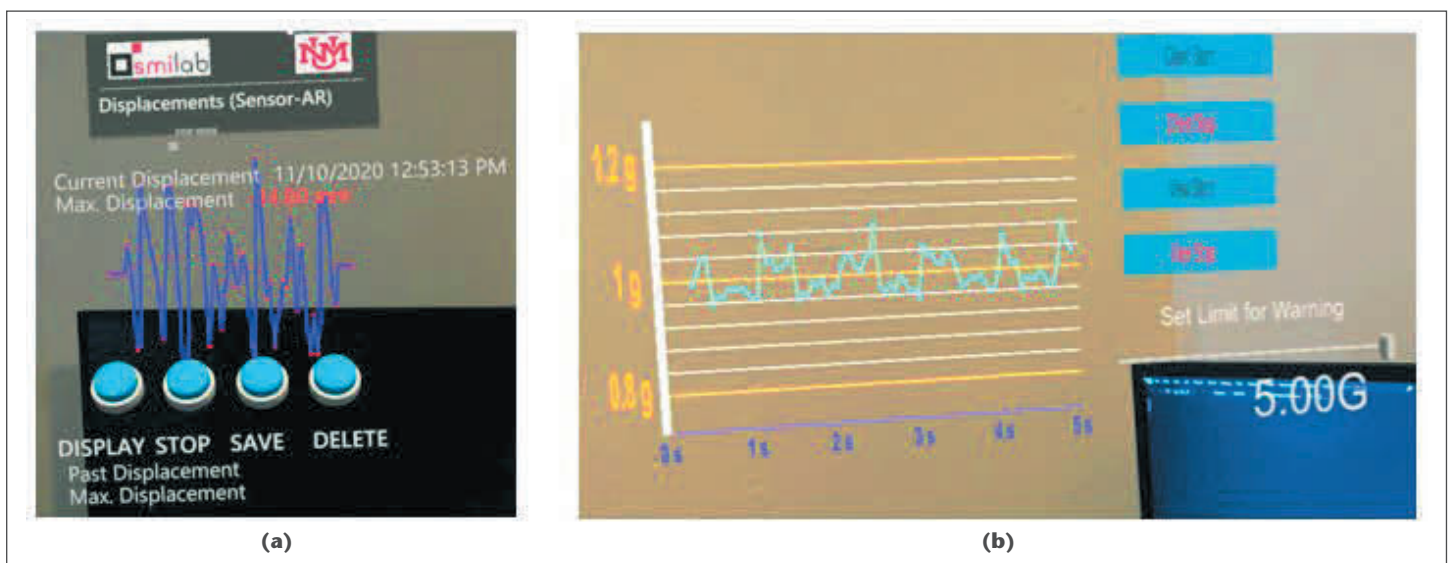 smilab
UNM
Displacements (Sensor-AR)
Current Displacement 11/10/2020 12:53:13 PM
Max. Displacement
DISPLAY STOP SAVE DELETE
Past Displacement
Max. Displacement
(a)
1.2 g
1 g
0.8 g
0 s 1 s 2 s 3 s 4 s 5 s
Set Limit for Warning
5.00G
(b)